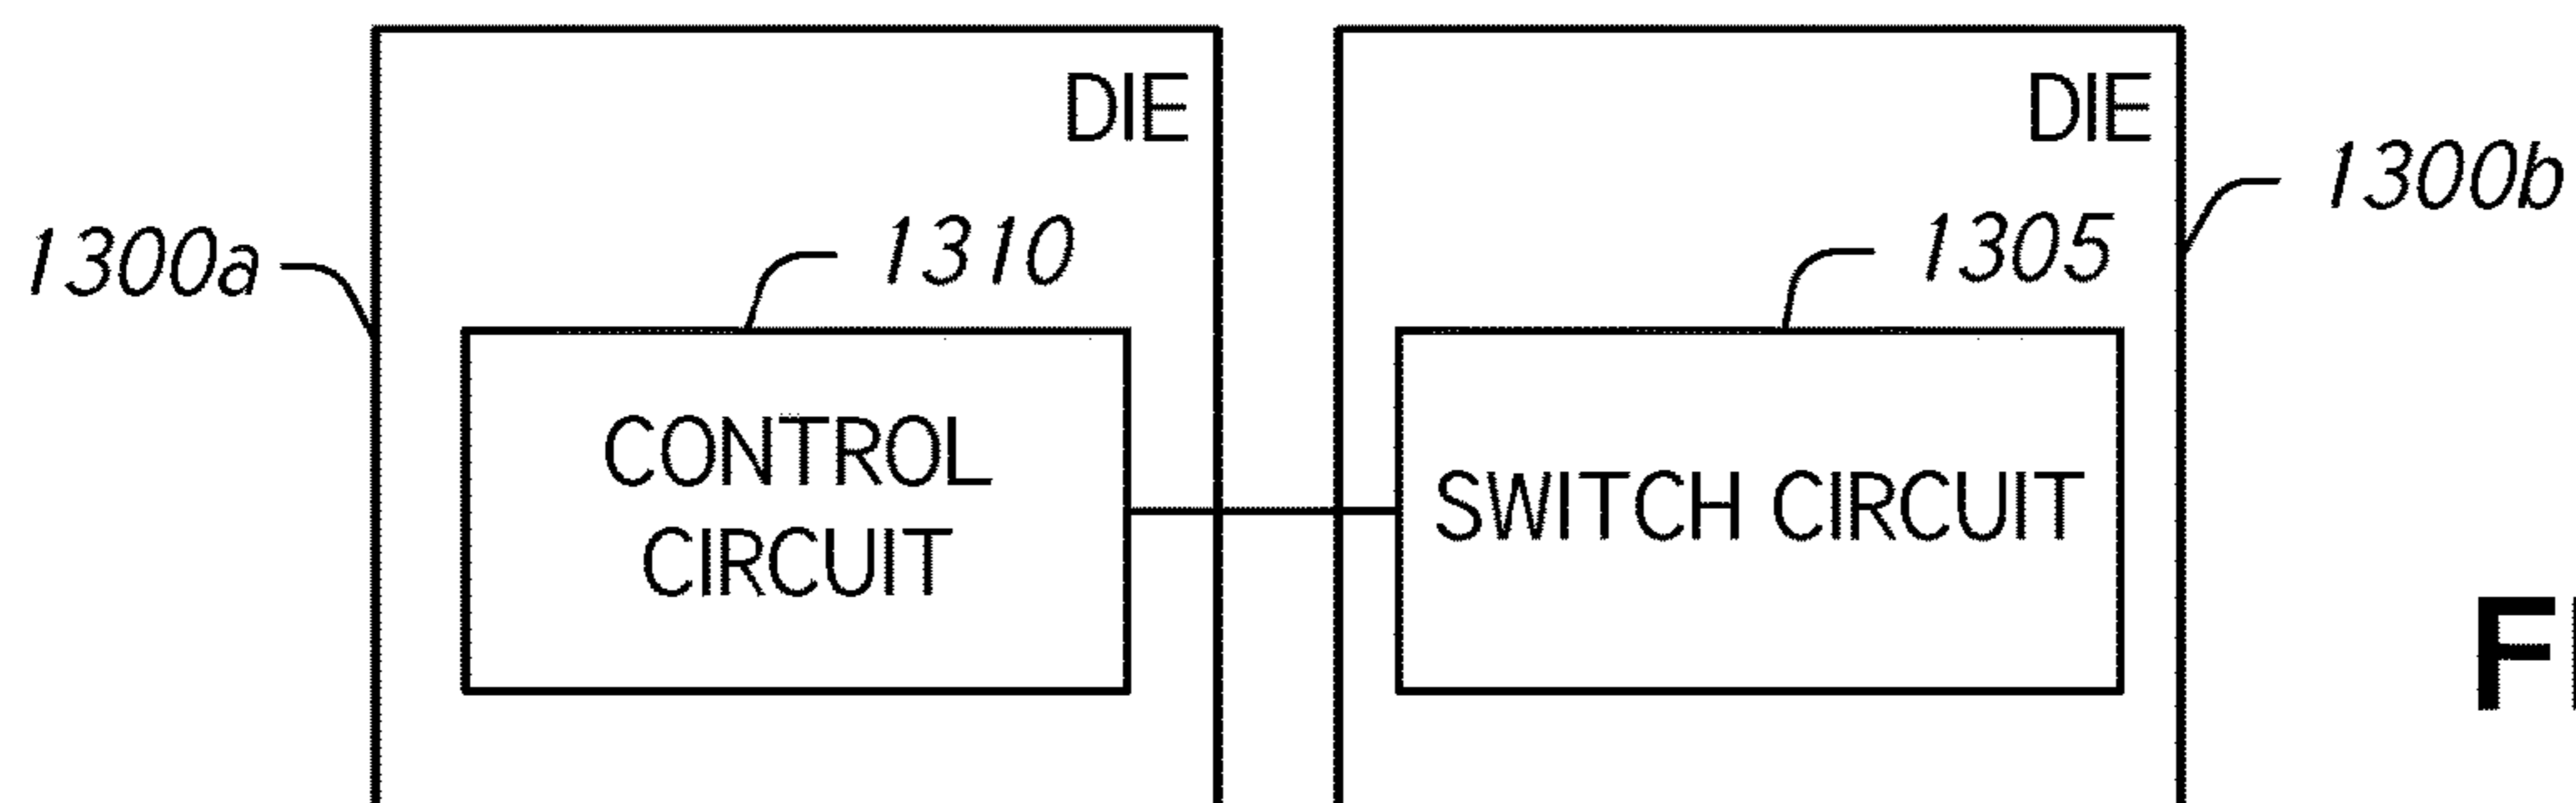 DIE
DIE
1300a
1310
1305
1300b
CONTROL
CIRCUIT
SWITCH CIRCUIT